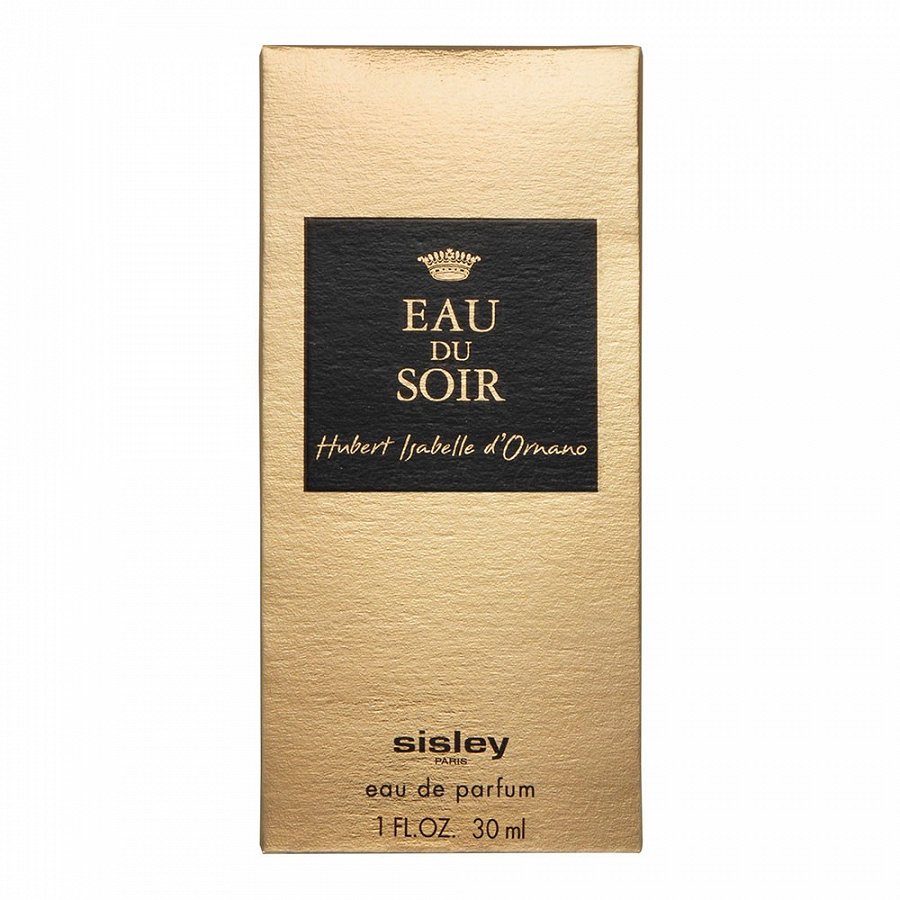 EAU
DU
SOIR
Hubert Isabelle d'Ornano
sisley
PARIS
eau de parfum
1 FL.OZ. 30 ml